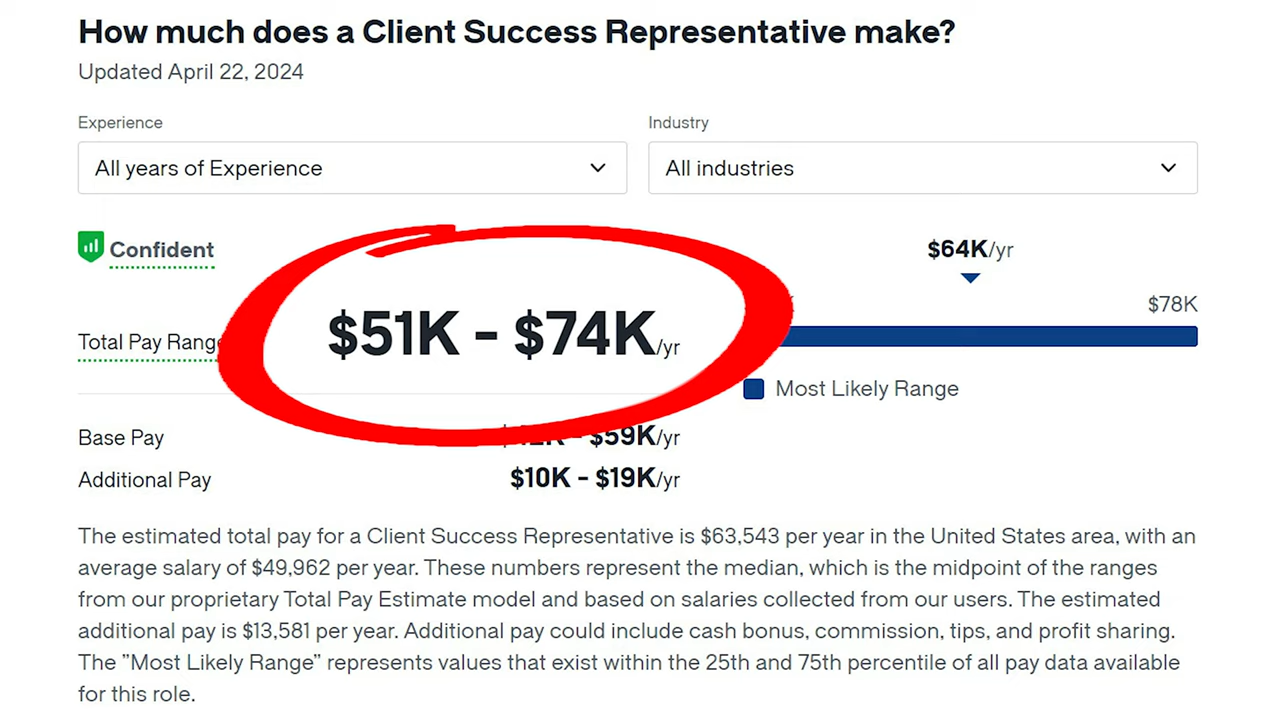 How much does a Client Success Representative make?
Updated April 22, 2024
Experience
Industry
All years of Experience
All industries
Confident
$64K/yr
$78K
Total Pay Range
$51K - $74K/yr
Most Likely Range
Base Pay
- $59K/yr
Additional Pay
$10K - $19K/yr
The estimated total pay for a Client Success Representative is $63,543 per year in the United States area, with an
average salary of $49,962 per year. These numbers represent the median, which is the midpoint of the ranges
from our proprietary Total Pay Estimate model and based on salaries collected from our users. The estimated
additional pay is $13,581 per year. Additional pay could include cash bonus, commission, tips, and profit sharing.
The ”Most Likely Range” represents values that exist within the 25th and 75th percentile of all pay data available
for this role.